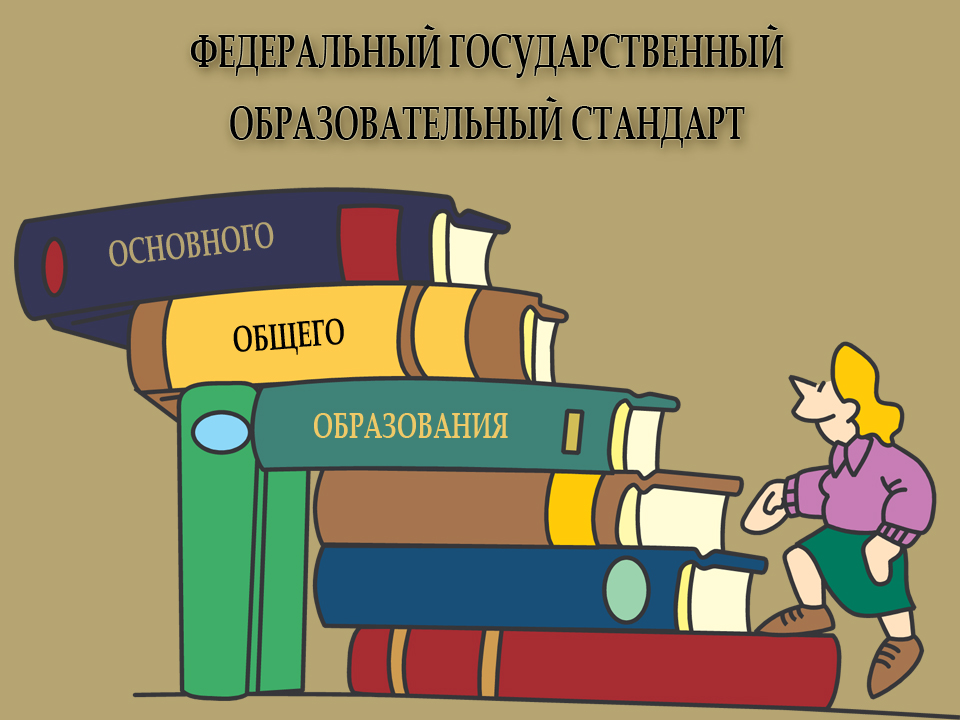 ФЕДЕРАЛЬНЫЙ ГОСУДАРСТВЕННЫЙ
ОБРАЗОВАТЕЛЬНЫЙ СТАНДАРТ
ОСНОВНОГО
ОБЩЕГО
ОБРАЗОВАНИЯ